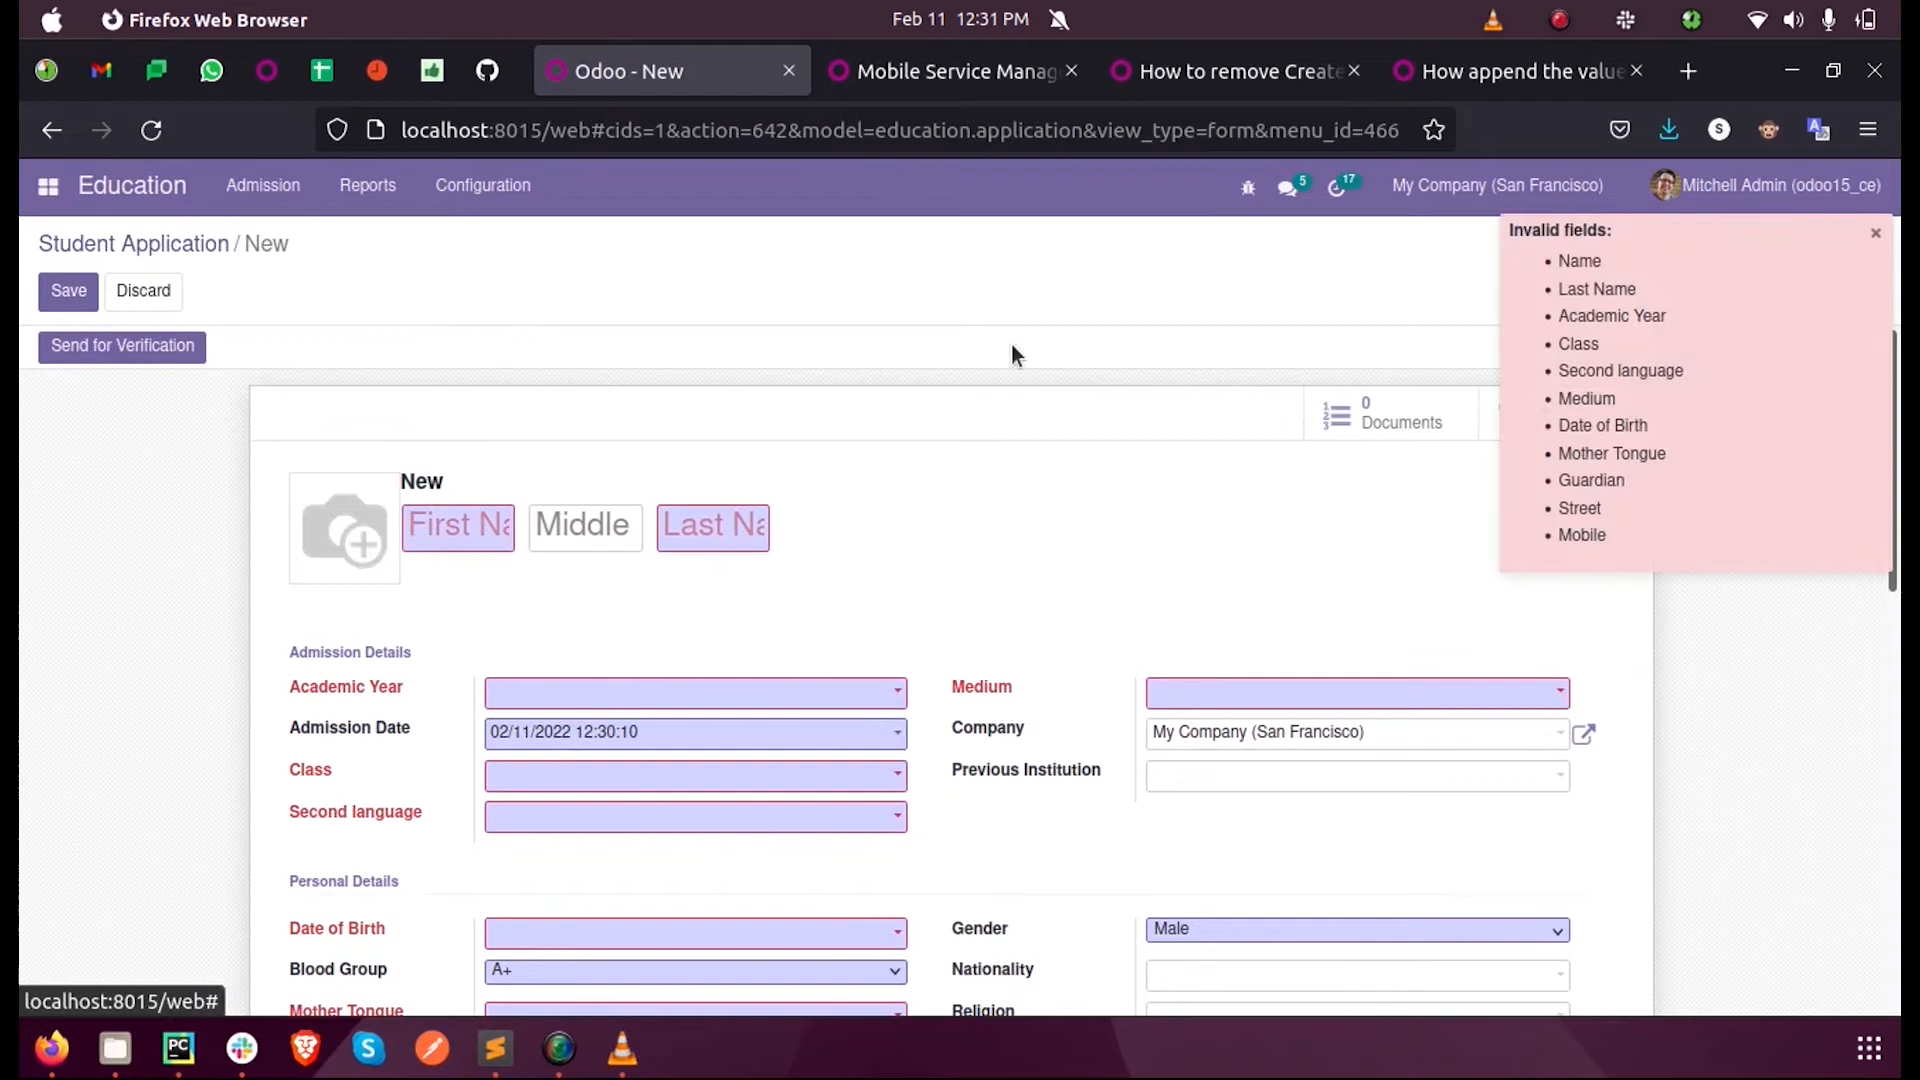 Firefox Web Browser
Feb 11 12:31 PM
Odoo - New
Mobile Service Manag
How to remove Create
How append the value
localhost:8015/web#cids=1&action=642&model=education.application&view_type=form&menu_id=466
S
Education
Admission
Reports
Configuration
5
17
My Company (San Francisco)
Mitchell Admin (odoo15_ce)
Student Application / New
Save
Discard
Send for Verification
Invalid fields:
Name
Last Name
Academic Year
Class
Second language
Medium
Date of Birth
Mother Tongue
Guardian
Street
Mobile
0
Documents
New
First Na
Middle
Last Na
Admission Details
Academic Year
Medium
Admission Date
02/11/2022 12:30:10
Company
My Company (San Francisco)
Class
Previous Institution
Second language
Personal Details
Date of Birth
Gender
Male
Blood Group
A+
Nationality
Mother Tongue
Religion
localhost:8015/web#
PC